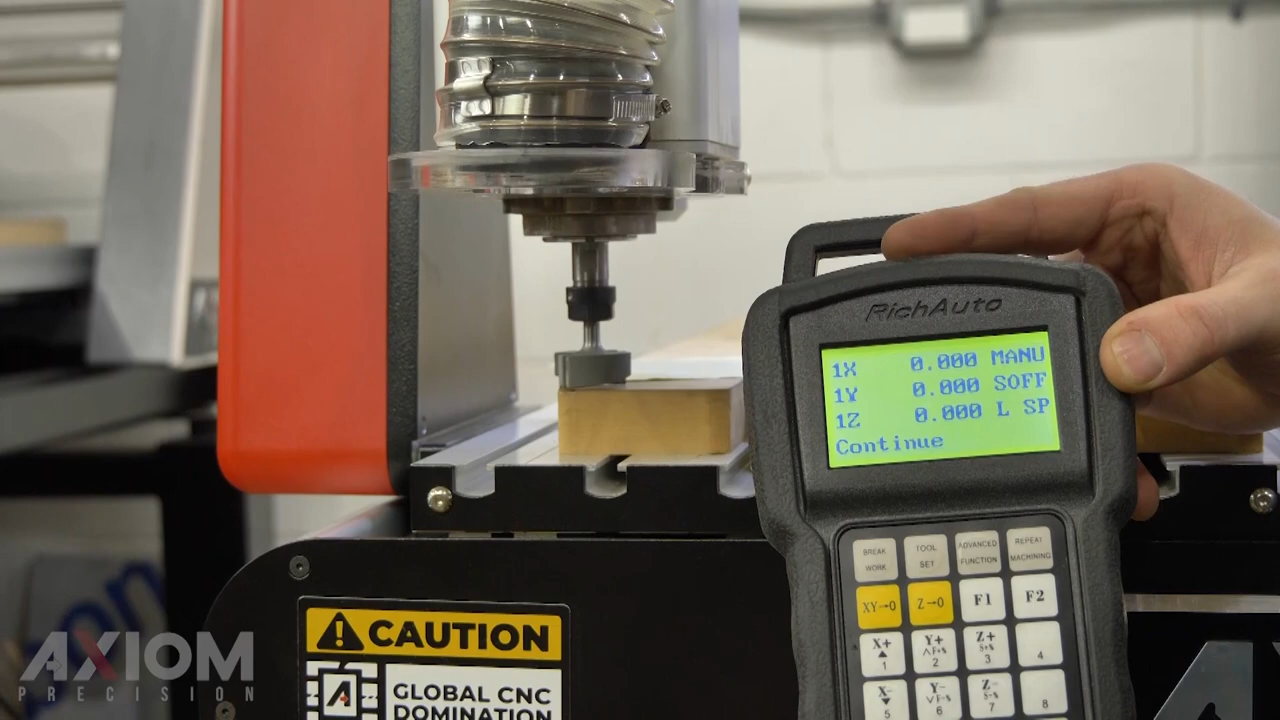 RichAuto
1X 0.000 MANU
1Y 0.000 SOFF
1Z 0.000 L SP
Continue
BREAK WORK
TOOL SET
ADVANCED FUNCTION
REPEAT MACHINING
XY→0
Z→0
F1
F2
X+
1
Y+
2
Z+
3
4
X-
5
Y-
6
Z-
7
8
CAUTION
GLOBAL CNC
DOMINATION
AXIOM
PRECISION